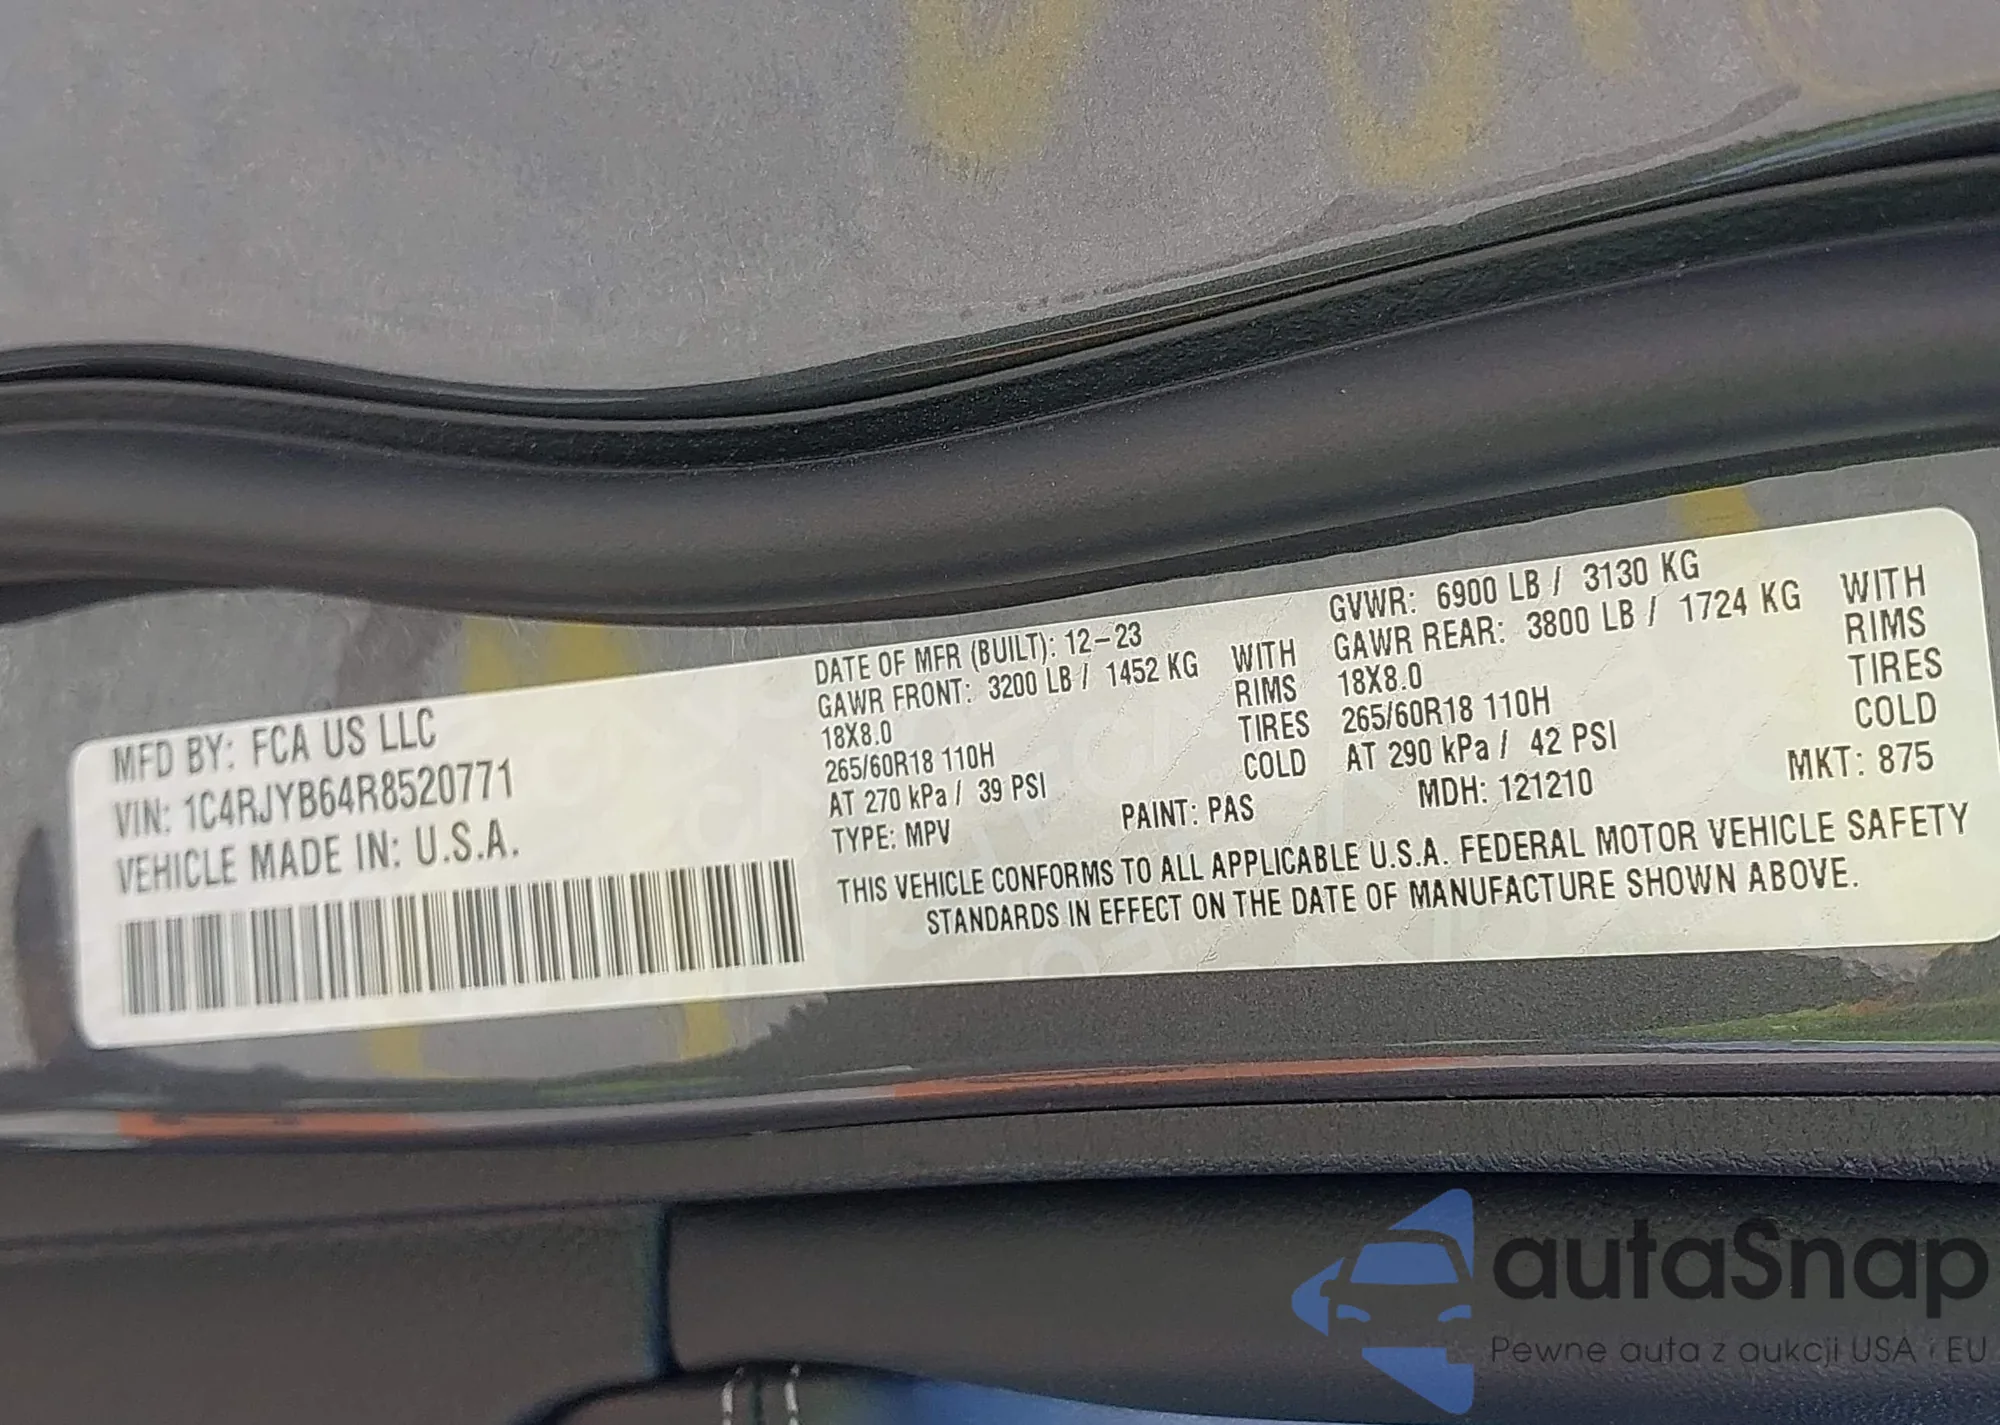 MFD BY: FCA US LLC
VIN: 1C4RJYB64R8520771
VEHICLE MADE IN: U.S.A.
DATE OF MFR (BUILT): 12-23
GAWR FRONT: 3200 LB / 1452 KG WITH
18X8.0 RIMS
265/60R18 110H TIRES
AT 270 kPa / 39 PSI COLD
TYPE: MPV PAINT: PAS
GVWR: 6900 LB / 3130 KG
GAWR REAR: 3800 LB / 1724 KG WITH
18X8.0 RIMS
265/60R18 110H TIRES
AT 290 kPa / 42 PSI COLD
MDH: 121210 MKT: 875
THIS VEHICLE CONFORMS TO ALL APPLICABLE U.S.A. FEDERAL MOTOR VEHICLE SAFETY
STANDARDS IN EFFECT ON THE DATE OF MANUFACTURE SHOWN ABOVE.
autaSnap
Pewne auta z aukcji USA i EU